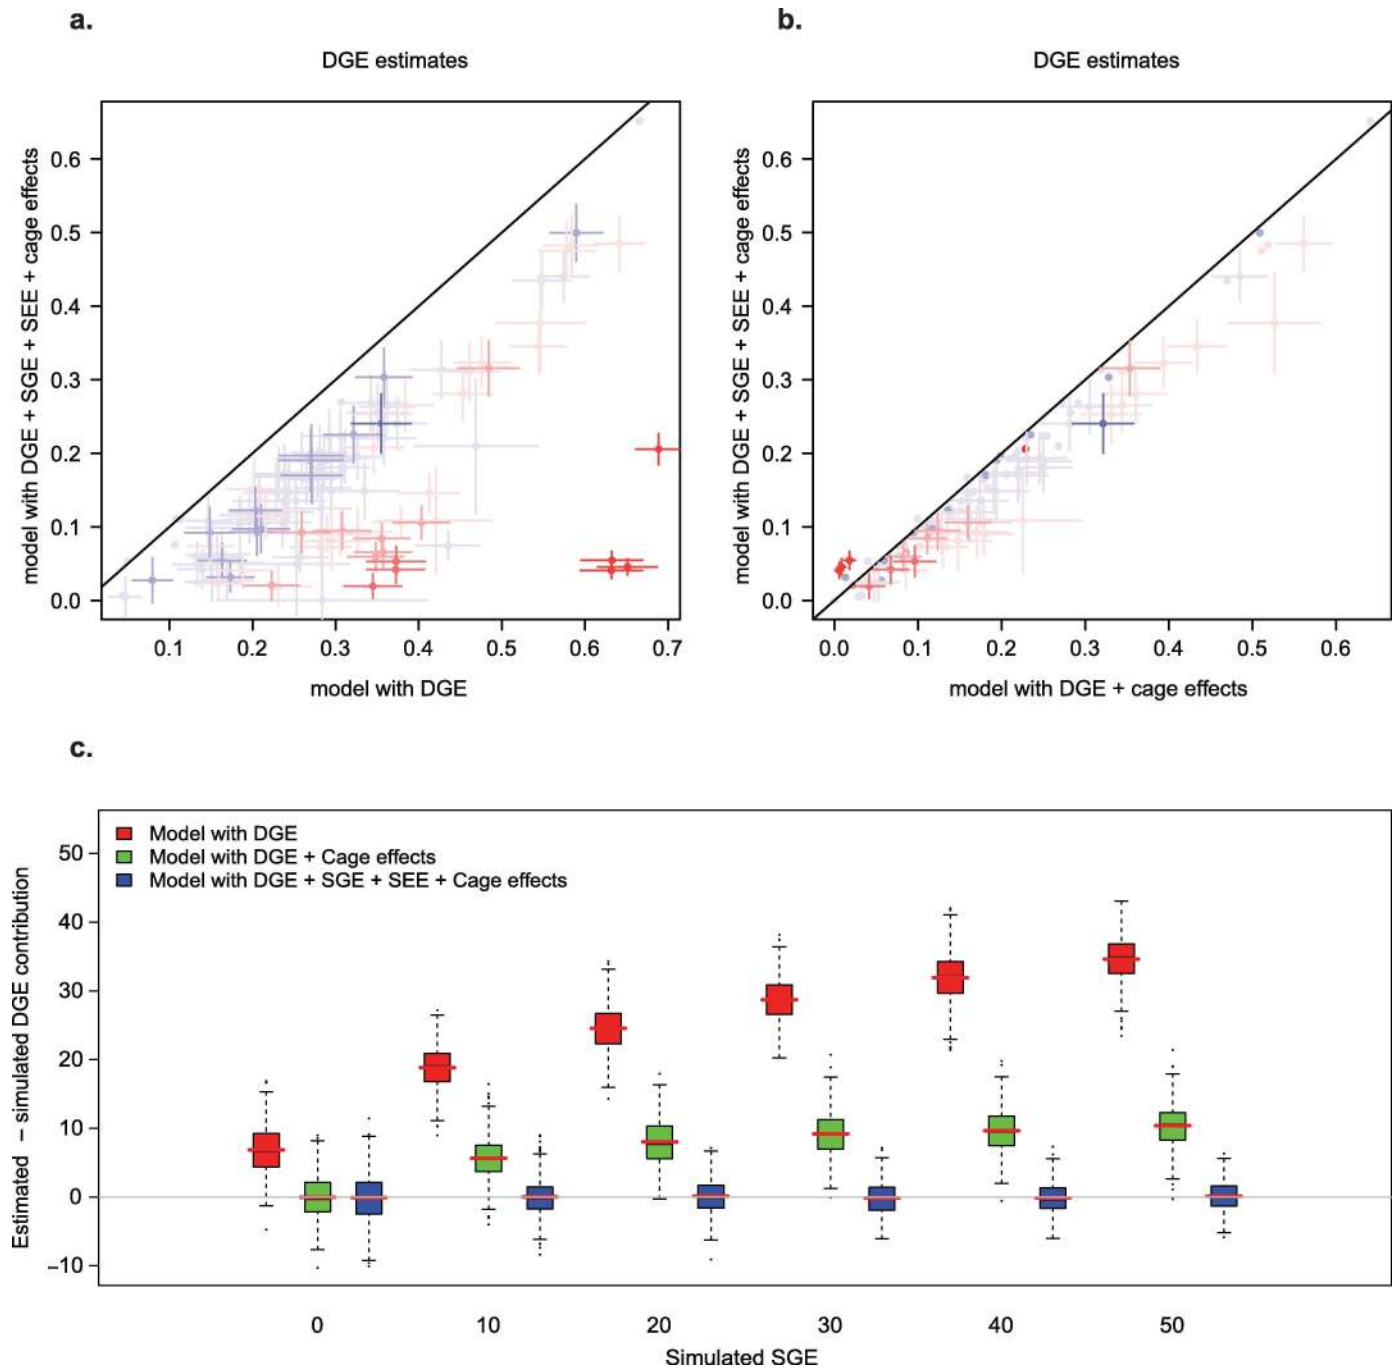 a.
DGE estimates
model with DGE + SGE + SEE + cage effects
0.6
0.5
0.4
0.3
0.2
0.1
0.0
0.1 0.2 0.3 0.4 0.5 0.6 0.7
model with DGE
b.
DGE estimates
model with DGE + SGE + SEE + cage effects
0.6
0.5
0.4
0.3
0.2
0.1
0.0
0.0 0.1 0.2 0.3 0.4 0.5 0.6
model with DGE + cage effects
c.
Model with DGE
Model with DGE + Cage effects
Model with DGE + SGE + SEE + Cage effects
Estimated – simulated DGE contribution
50
40
30
20
10
0
–10
0 10 20 30 40 50
Simulated SGE